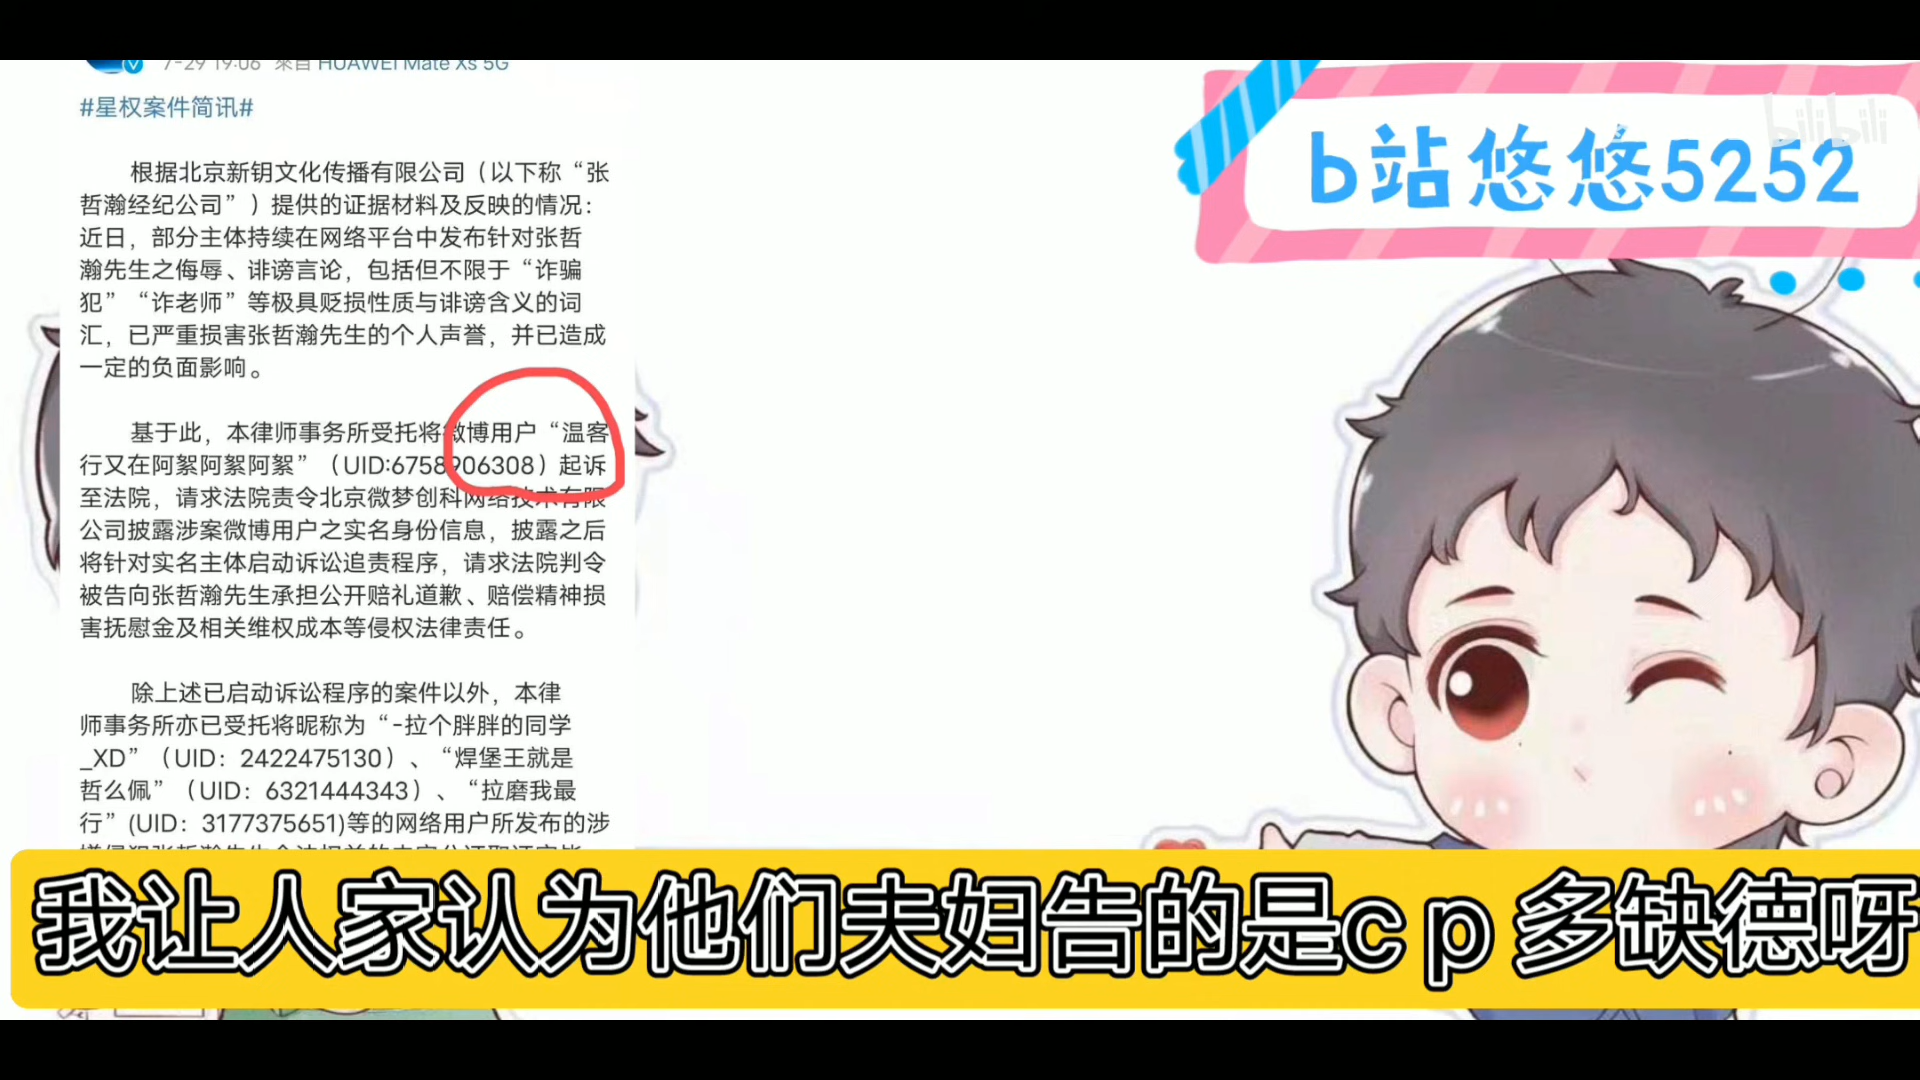 7-29 19:06 來自 HUAWEI Mate Xs 5G
#星权案件简讯#
根据北京新钥文化传播有限公司（以下称“张
哲瀚经纪公司”）提供的证据材料及反映的情况：
近日，部分主体持续在网络平台中发布针对张哲
瀚先生之侮辱、诽谤言论，包括但不限于“诈骗
犯”“诈老师”等极具贬损性质与诽谤含义的词
汇，已严重损害张哲瀚先生的个人声誉，并已造成
一定的负面影响。
基于此，本律师事务所受托将微博用户“温客
行又在阿絮阿絮阿絮”（UID:6758906308）起诉
至法院，请求法院责令北京微梦创科网络技术有限
公司披露涉案微博用户之实名身份信息，披露之后
将针对实名主体启动诉讼追责程序，请求法院判令
被告向张哲瀚先生承担公开赔礼道歉、赔偿精神损
害抚慰金及相关维权成本等侵权法律责任。
除上述已启动诉讼程序的案件以外，本律
师事务所亦已受托将昵称为“-拉个胖胖的同学
_XD”（UID：2422475130）、“焊堡王就是
哲么佩”（UID：6321444343）、“拉磨我最
行”(UID：3177375651)等的网络用户所发布的涉
b站悠悠5252
bilibili
我让人家认为他们夫妇告的是cp多缺德呀